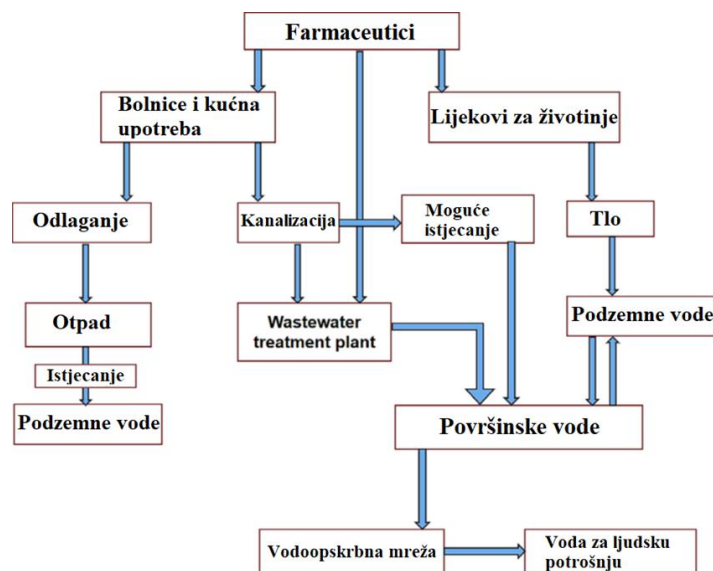 Farmaceutici
Bolnice i kućna
upotreba
Lijekovi za životinje
Odlaganje
Kanalizacija
Moguće
istjecanje
Tlo
Otpad
Wastewater
treatment plant
Podzemne vode
Istjecanje
Podzemne vode
Površinske vode
Vodoopskrbna mreža
Voda za ljudsku
potrošnju